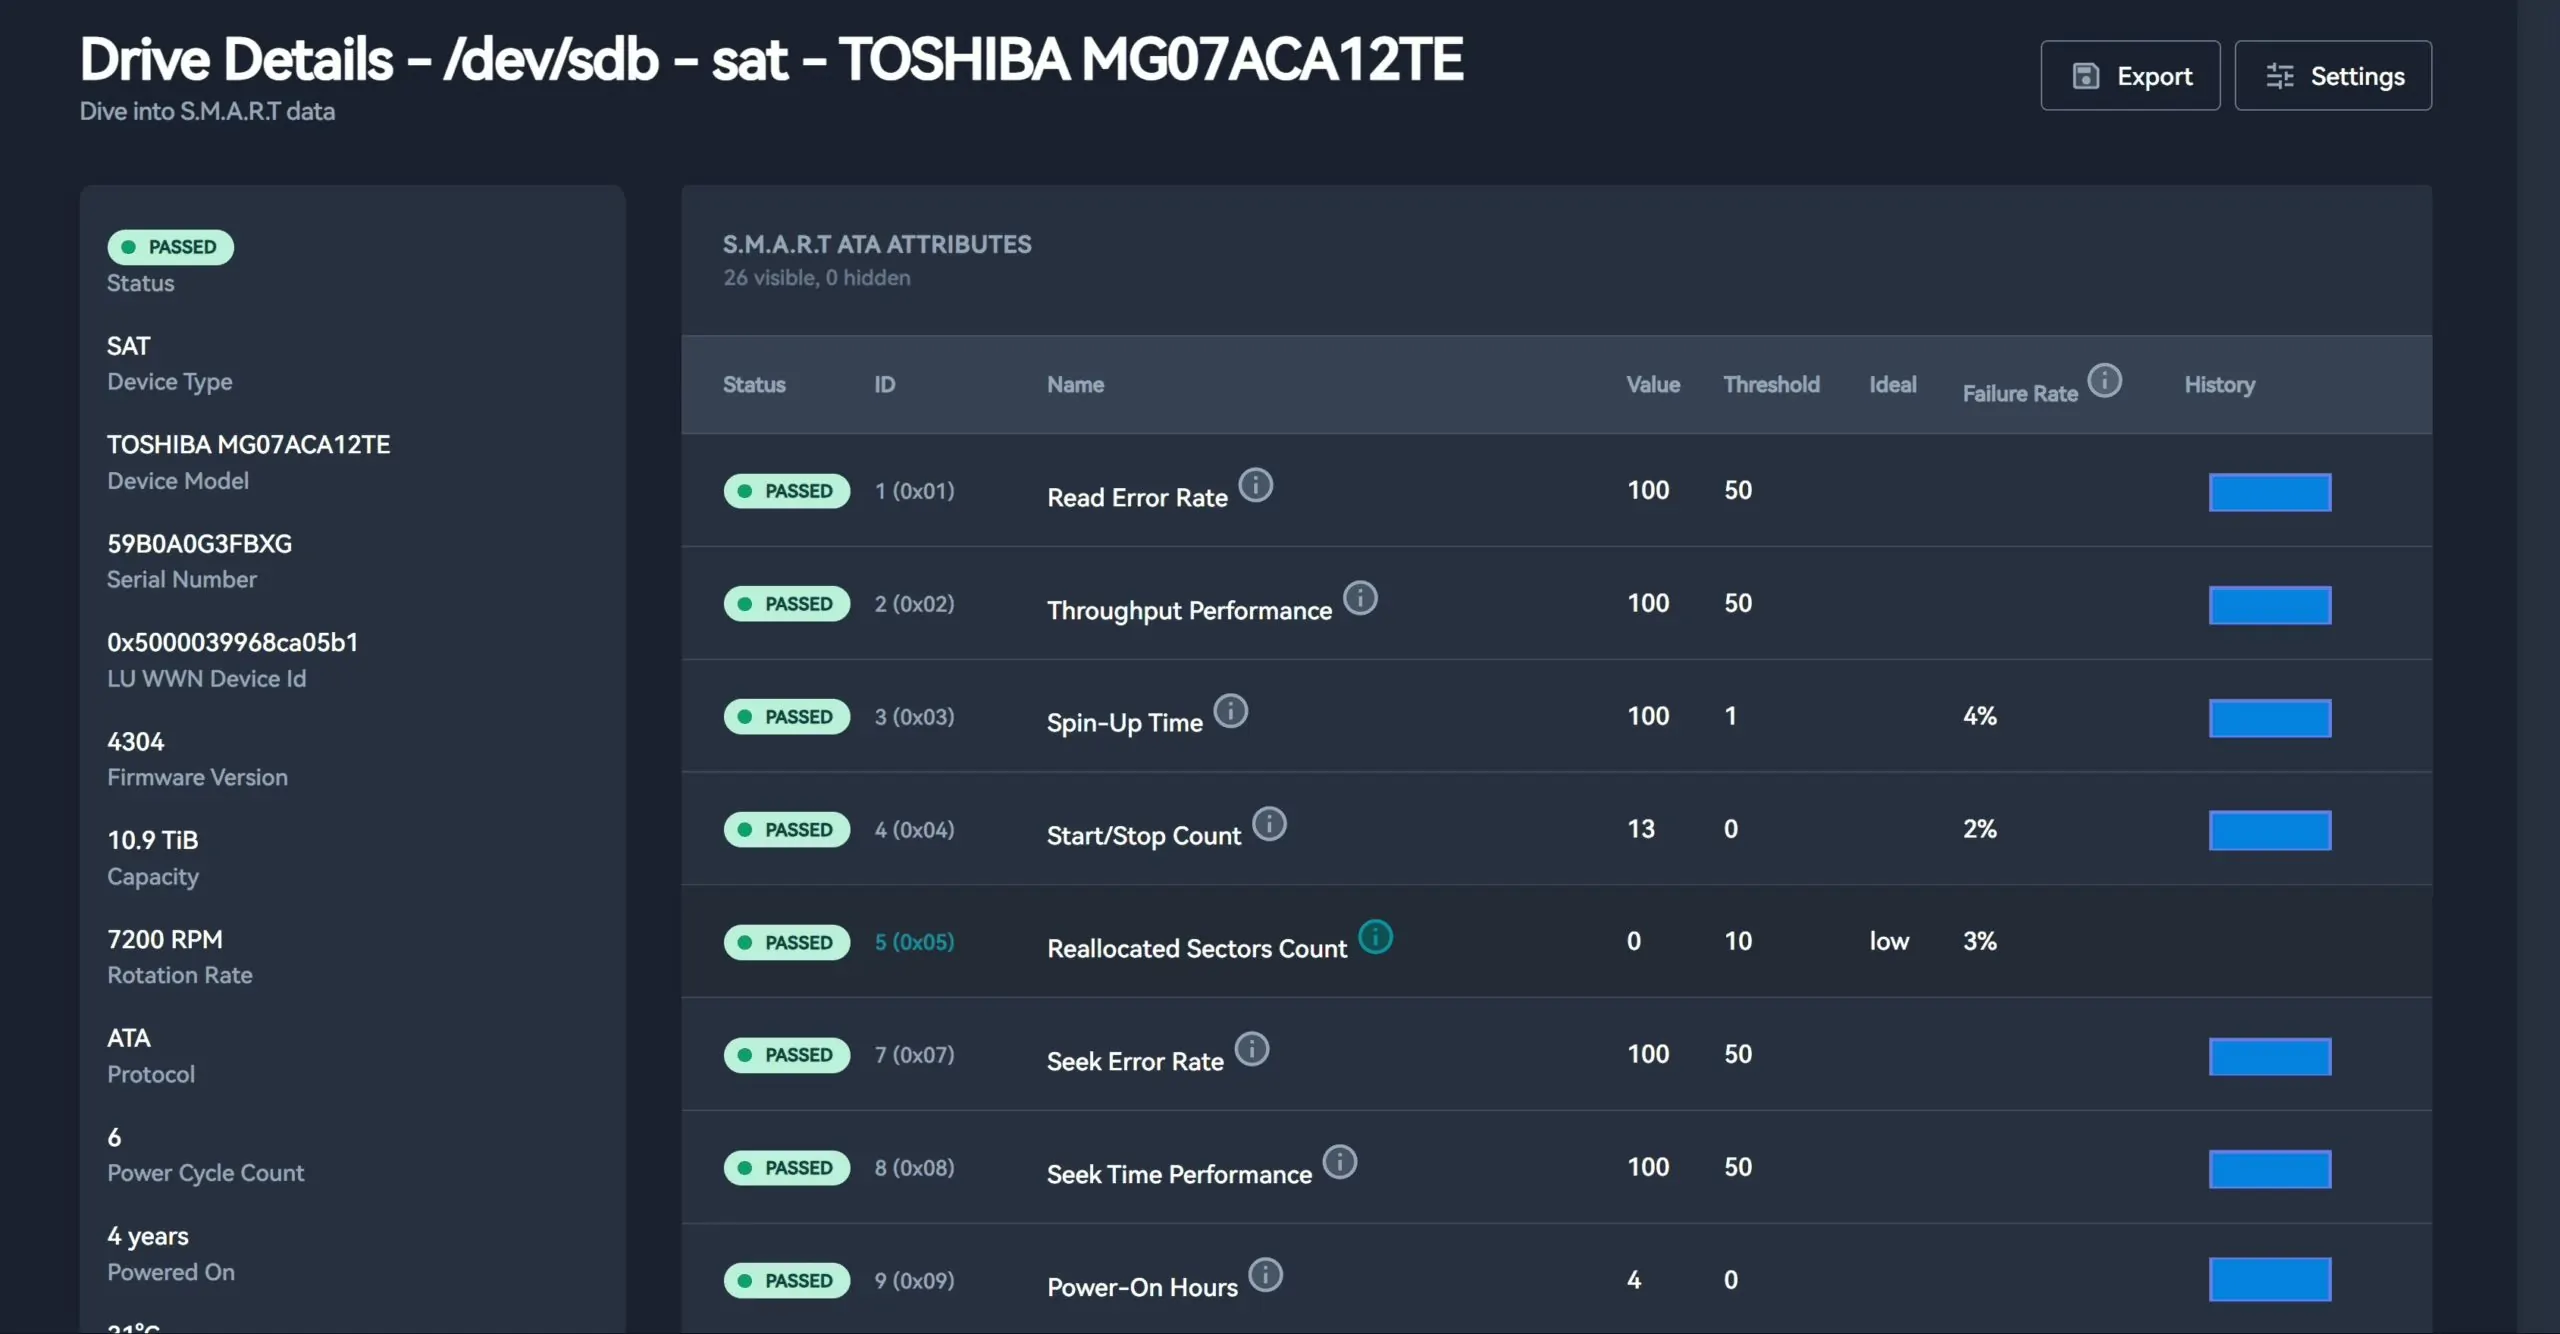 Drive Details – /dev/sdb – sat – TOSHIBA MG07ACA12TE
Dive into S.M.A.R.T data
Export
Settings
PASSED
Status
SAT
Device Type
TOSHIBA MG07ACA12TE
Device Model
59B0A0G3FBXG
Serial Number
0x5000039968ca05b1
LU WWN Device Id
4304
Firmware Version
10.9 TiB
Capacity
7200 RPM
Rotation Rate
ATA
Protocol
6
Power Cycle Count
4 years
Powered On
S.M.A.R.T ATA ATTRIBUTES
26 visible, 0 hidden
Status ID Name Value Threshold Ideal Failure Rate History
PASSED 1 (0x01) Read Error Rate 100 50
PASSED 2 (0x02) Throughput Performance 100 50
PASSED 3 (0x03) Spin-Up Time 100 1 4%
PASSED 4 (0x04) Start/Stop Count 13 0 2%
PASSED 5 (0x05) Reallocated Sectors Count 0 10 low 3%
PASSED 7 (0x07) Seek Error Rate 100 50
PASSED 8 (0x08) Seek Time Performance 100 50
PASSED 9 (0x09) Power-On Hours 4 0